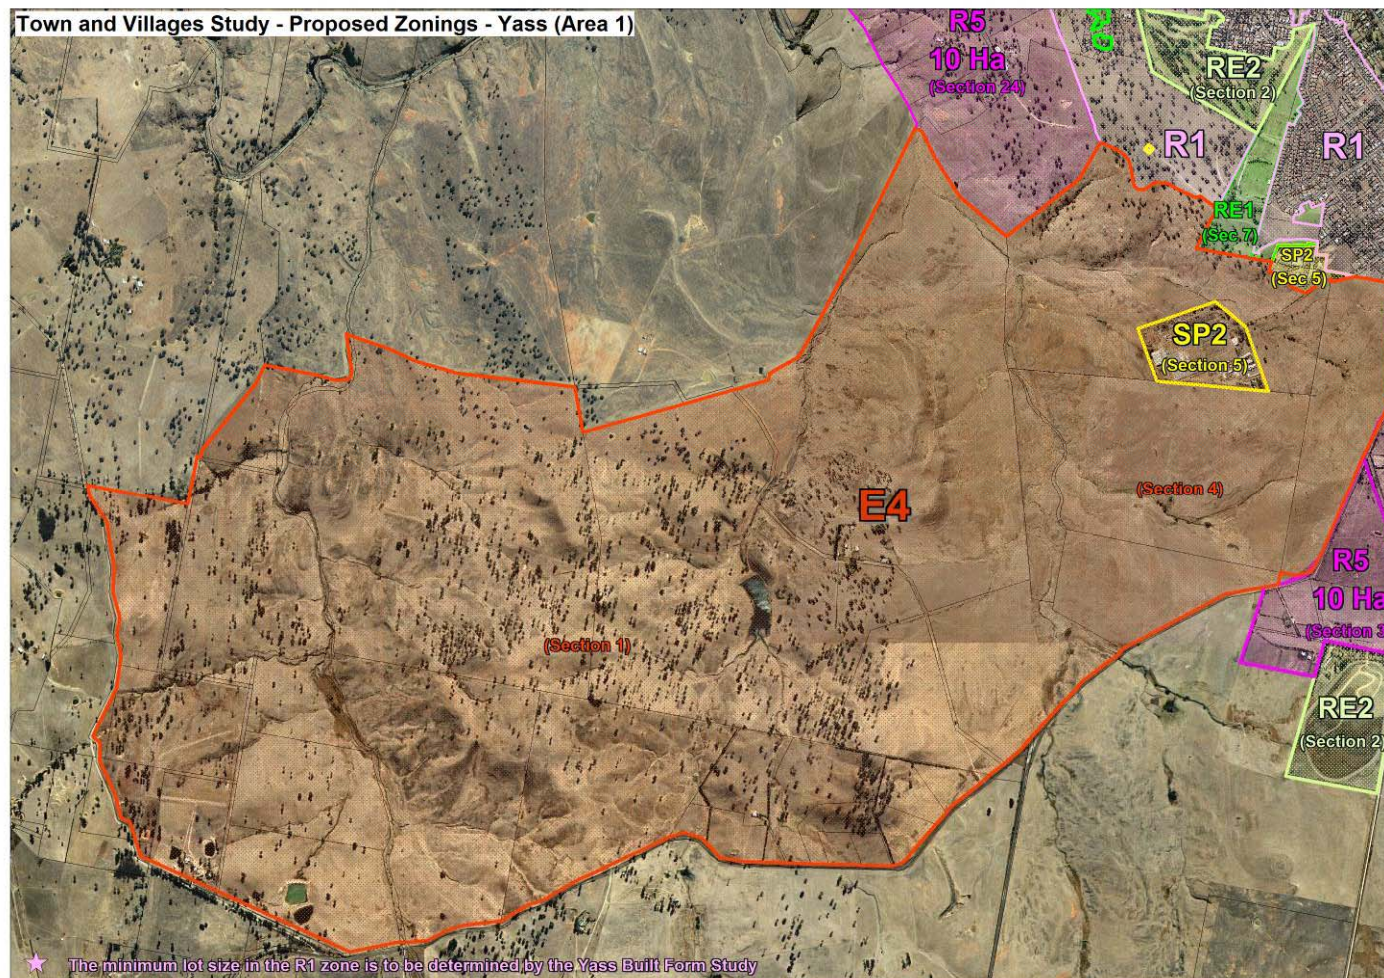 Town and Villages Study - Proposed Zonings - Yass (Area 1)
R5
10 Ha
(Section 24)
RE2
(Section 2)
R1
R1
RE1
(Sec 7)
SP2
(Sec 5)
SP2
(Section 5)
E4
(Section 4)
R5
10 Ha
(Section 3
(Section 1)
RE2
(Section 2)
The minimum lot size in the R1 zone is to be determined by the Yass Built Form Study